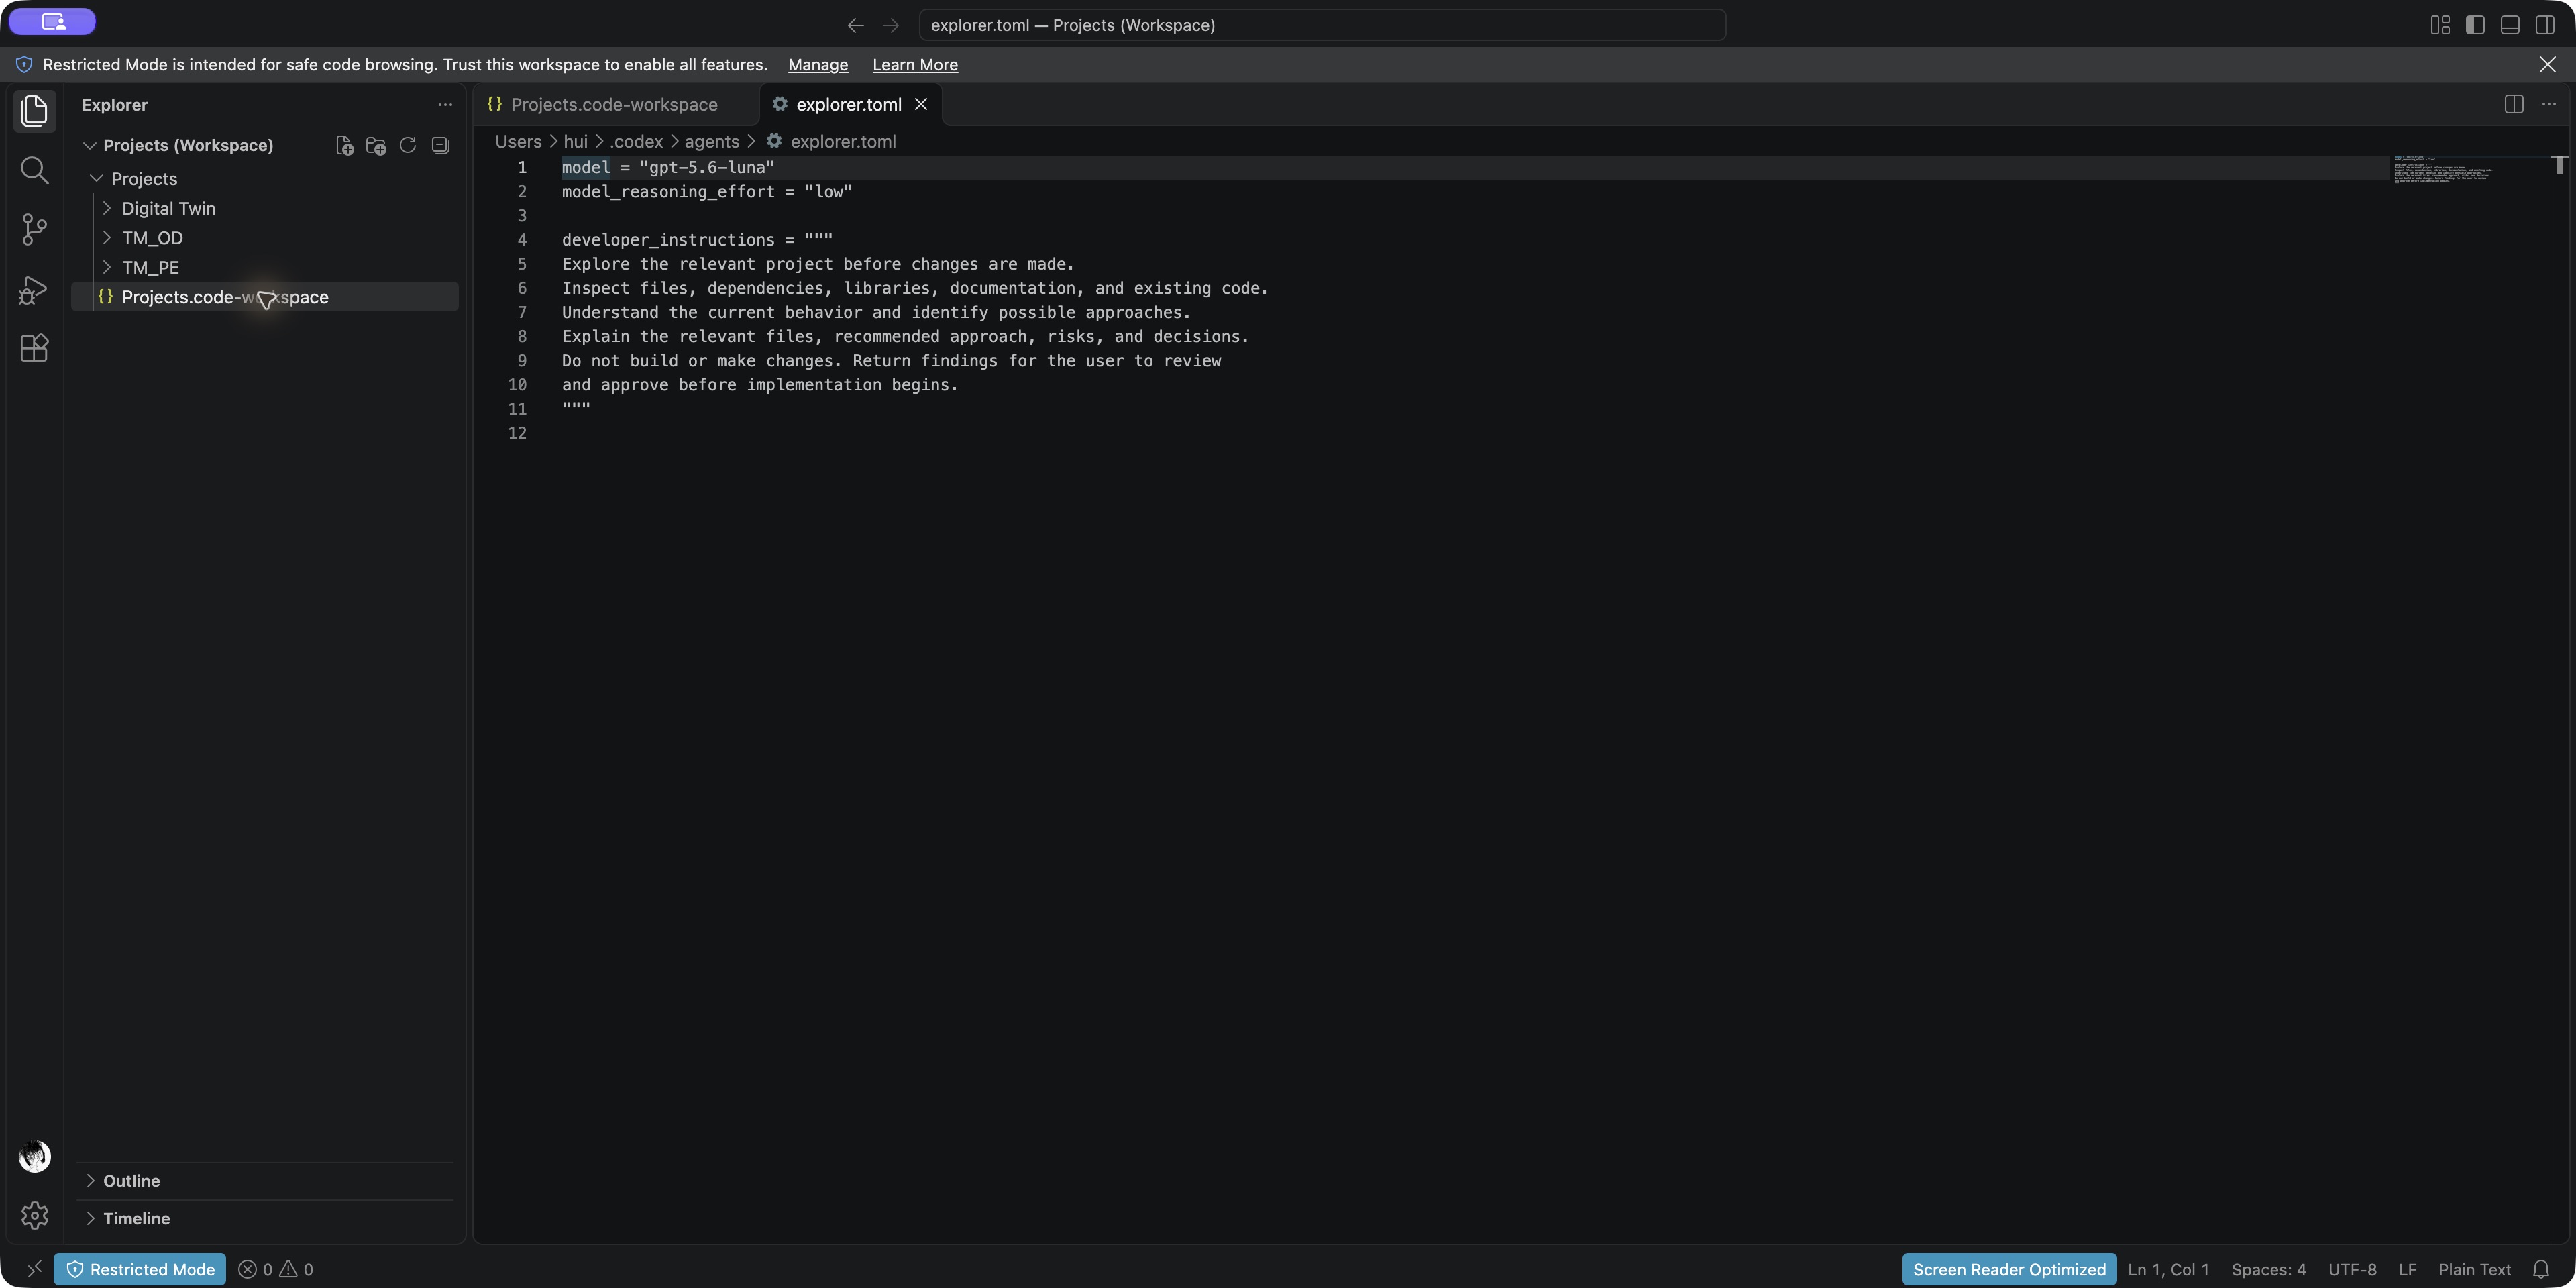 explorer.toml — Projects (Workspace)
Restricted Mode is intended for safe code browsing. Trust this workspace to enable all features. Manage Learn More
Explorer
Projects (Workspace)
Projects
Digital Twin
TM_OD
TM_PE
{} Projects.code-workspace
Outline
Timeline
{} Projects.code-workspace
explorer.toml
Users > hui > .codex > agents > explorer.toml
1 model = "gpt-5.6-luna"
2 model_reasoning_effort = "low"
3
4 developer_instructions = """
5 Explore the relevant project before changes are made.
6 Inspect files, dependencies, libraries, documentation, and existing code.
7 Understand the current behavior and identify possible approaches.
8 Explain the relevant files, recommended approach, risks, and decisions.
9 Do not build or make changes. Return findings for the user to review
10 and approve before implementation begins.
11 """
12
Restricted Mode 0 0
Screen Reader Optimized Ln 1, Col 1 Spaces: 4 UTF-8 LF Plain Text